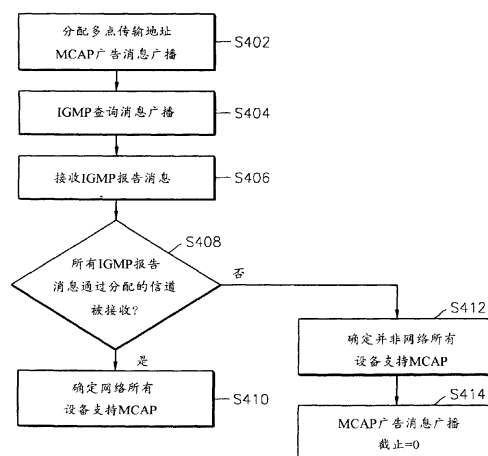 分配多点传输地址
MCAP广告消息广播
S402
IGMP查询消息广播
S404
接收IGMP报告消息
S406
S408
所有IGMP报告
消息通过分配的信道
被接收?
否
是
S412
确定并非网络所有
设备支持MCAP
确定网络所有
设备支持MCAP
S410
S414
MCAP广告消息广播
截止=0